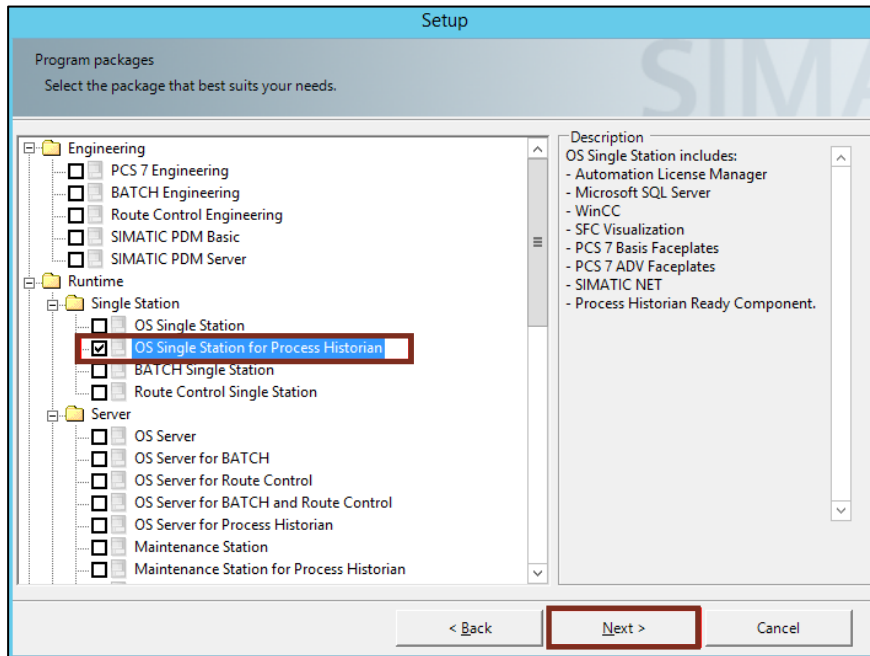 Setup
Program packages
Select the package that best suits your needs.
SIMA
Engineering
PCS 7 Engineering
BATCH Engineering
Route Control Engineering
SIMATIC PDM Basic
SIMATIC PDM Server
Runtime
Single Station
OS Single Station
OS Single Station for Process Historian
BATCH Single Station
Route Control Single Station
Server
OS Server
OS Server for BATCH
OS Server for Route Control
OS Server for BATCH and Route Control
OS Server for Process Historian
Maintenance Station
Maintenance Station for Process Historian
Description
OS Single Station includes:
- Automation License Manager
- Microsoft SQL Server
- WinCC
- SFC Visualization
- PCS 7 Basis Faceplates
- PCS 7 ADV Faceplates
- SIMATIC NET
- Process Historian Ready Component.
< Back
Next >
Cancel